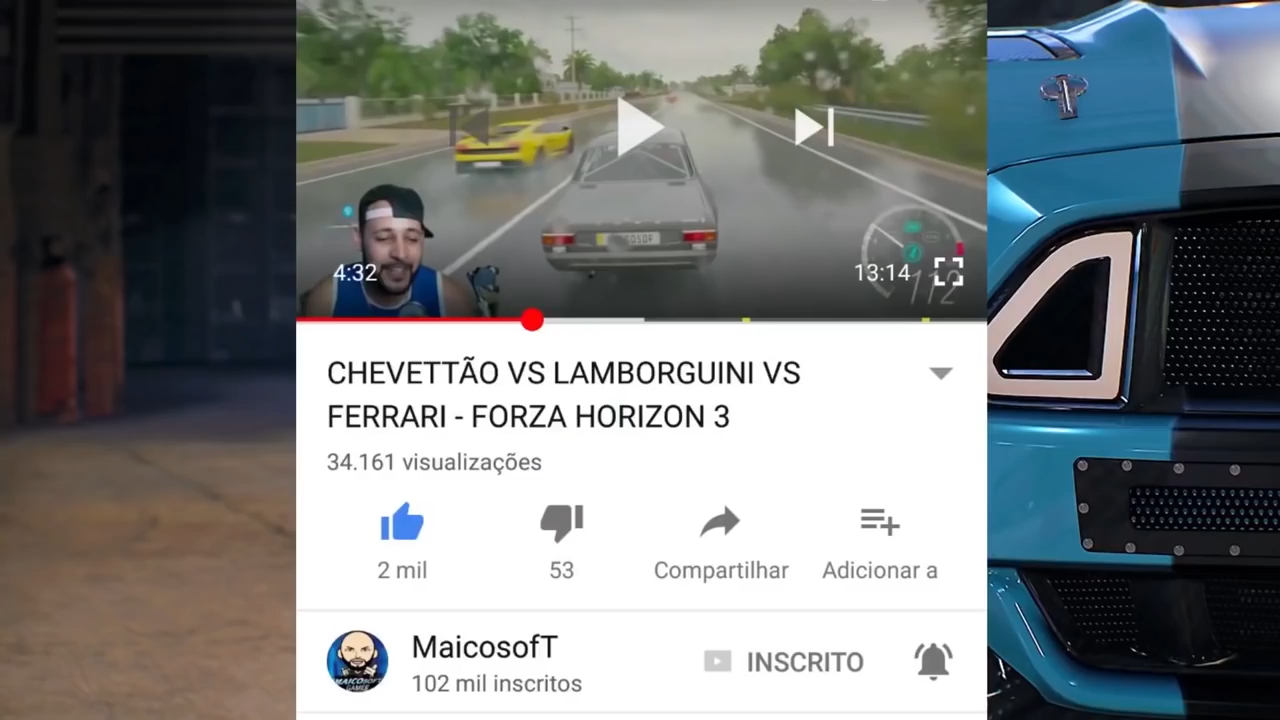 4:32
13:14
112
CHEVETTÃO VS LAMBORGUINI VS
FERRARI - FORZA HORIZON 3
34.161 visualizações
2 mil
53
Compartilhar
Adicionar a
MaicosofT
INSCRITO
102 mil inscritos